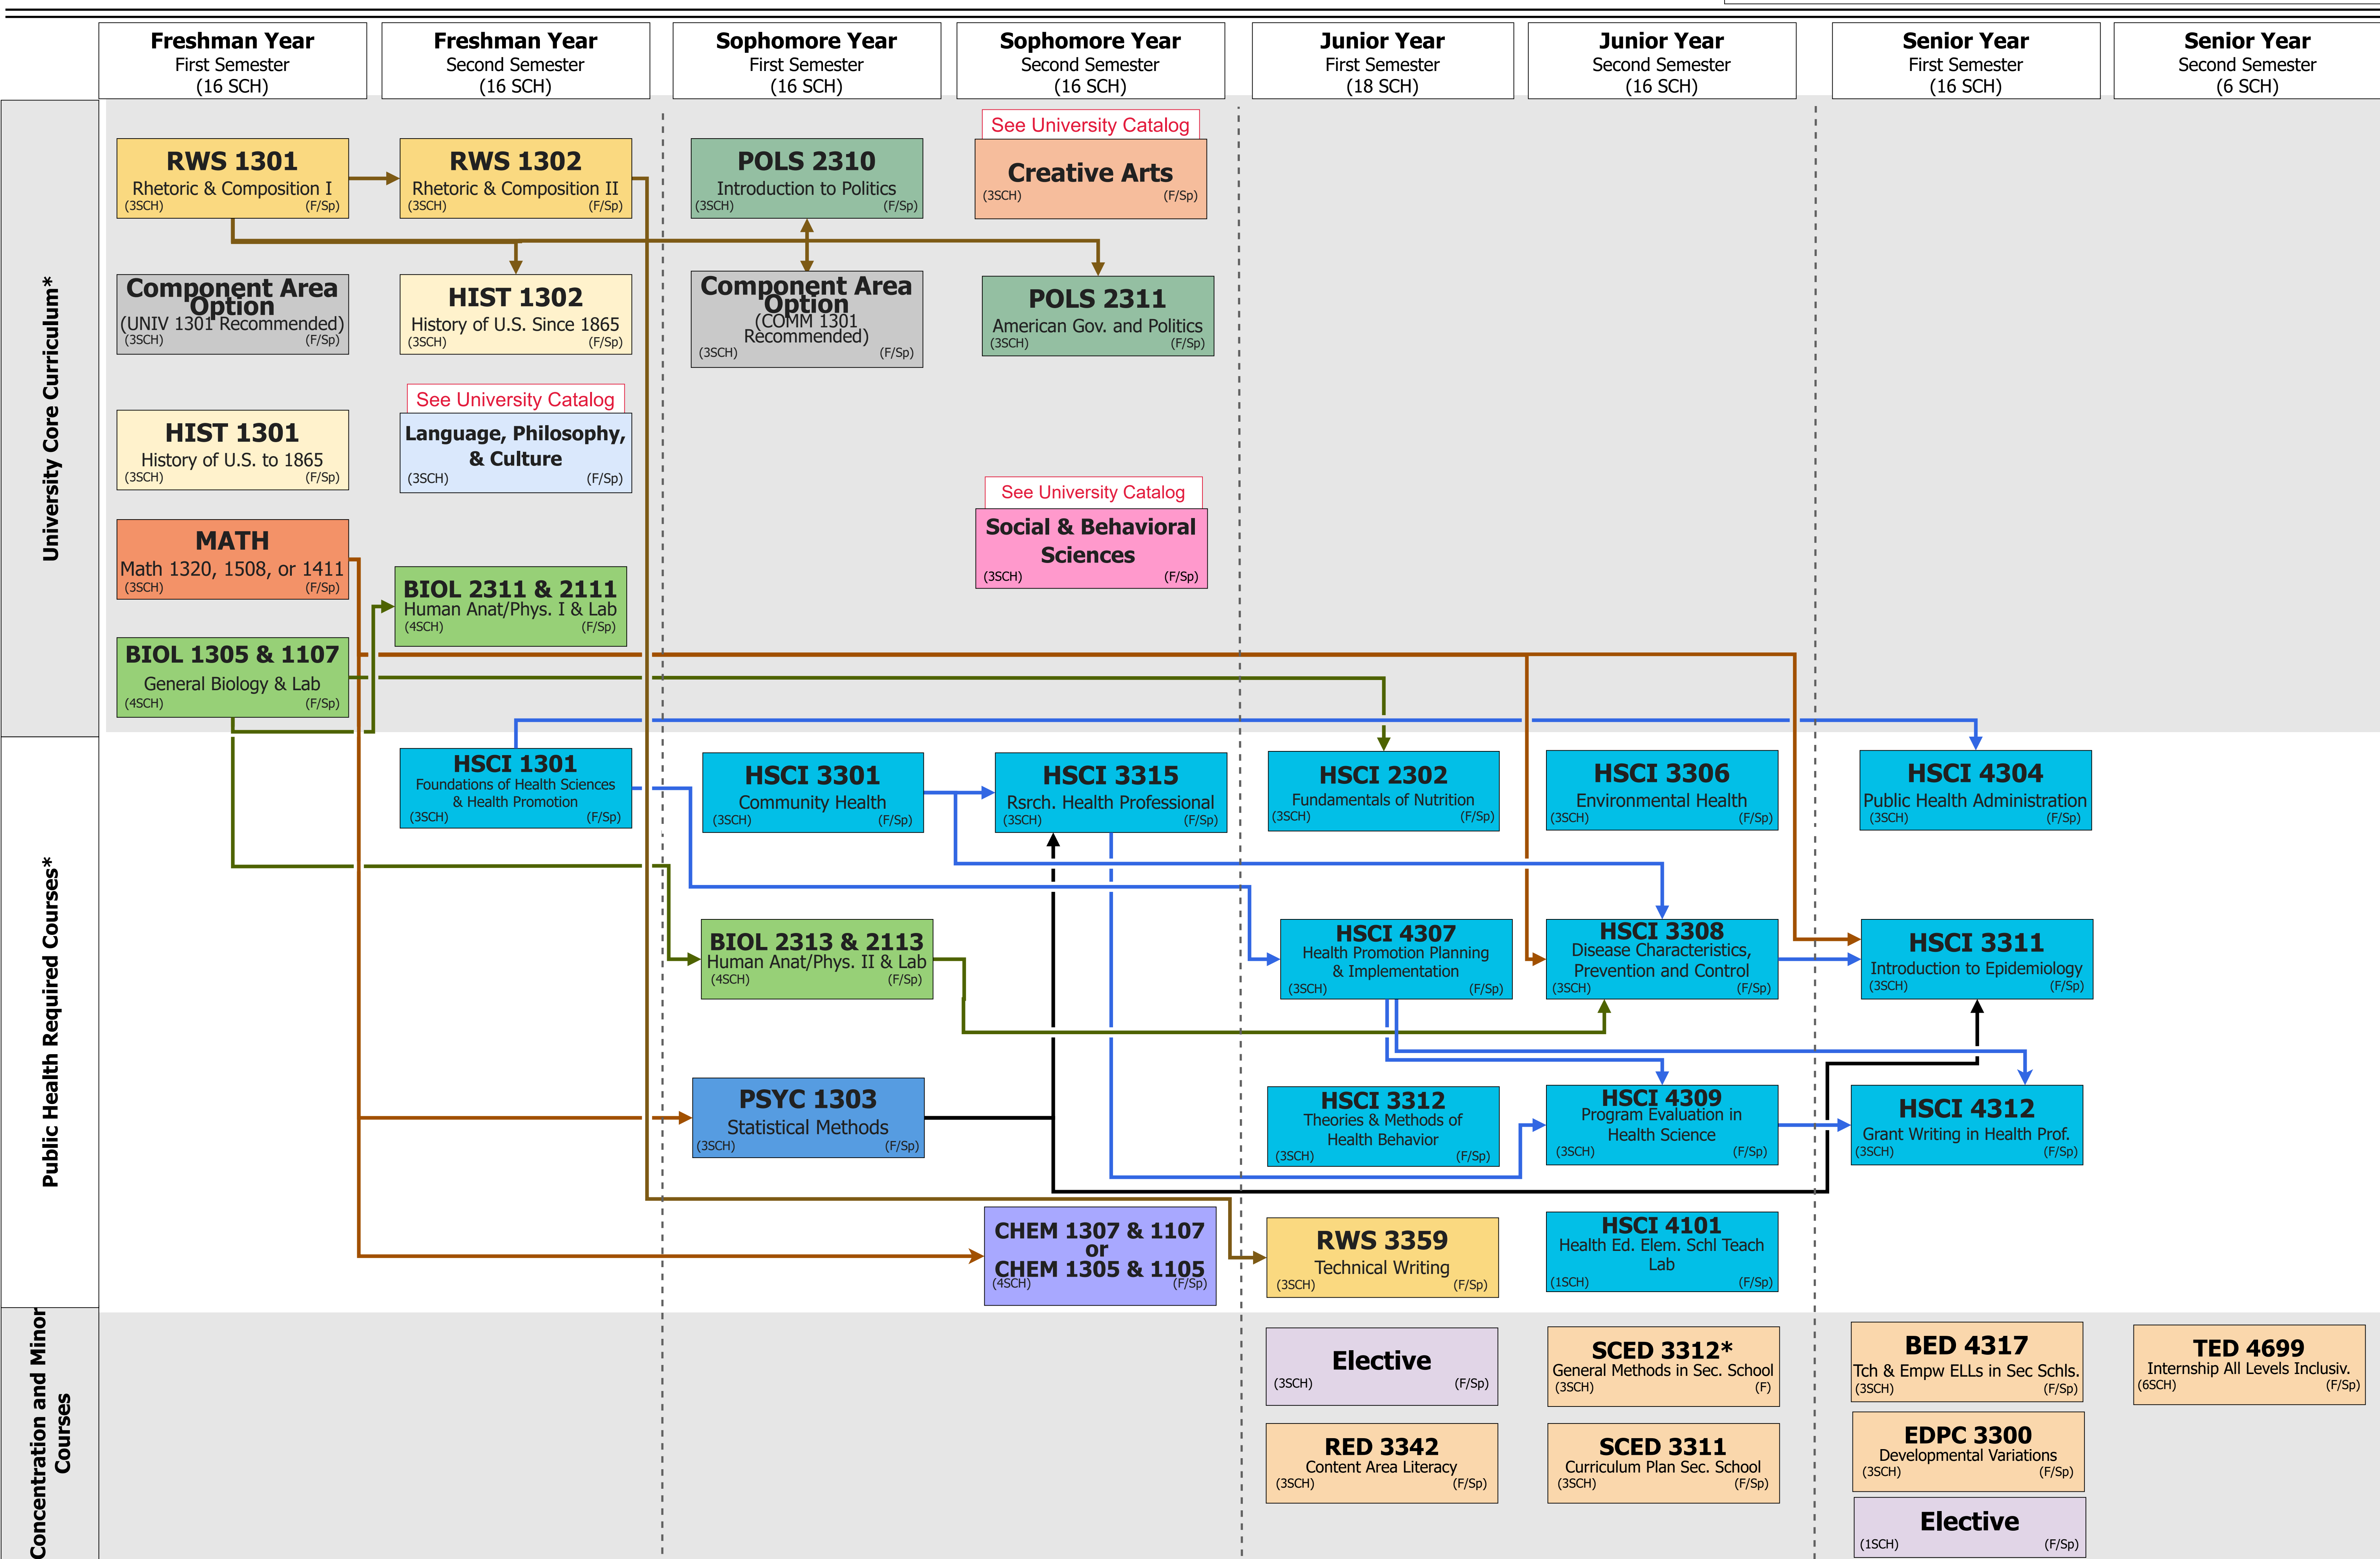 Freshman Year
First Semester
(16 SCH)
Freshman Year
Second Semester
(16 SCH)
Sophomore Year
First Semester
(16 SCH)
Sophomore Year
Second Semester
(16 SCH)
Junior Year
First Semester
(18 SCH)
Junior Year
Second Semester
(16 SCH)
Senior Year
First Semester
(16 SCH)
Senior Year
Second Semester
(6 SCH)
University Core Curriculum*
RWS 1301
Rhetoric & Composition I
(3SCH) (F/Sp)
RWS 1302
Rhetoric & Composition II
(3SCH) (F/Sp)
POLS 2310
Introduction to Politics
(3SCH) (F/Sp)
See University Catalog
Creative Arts
(3SCH) (F/Sp)
Component Area
Option
(UNIV 1301 Recommended)
(3SCH) (F/Sp)
HIST 1302
History of U.S. Since 1865
(3SCH) (F/Sp)
Component Area
Option
(COMM 1301
Recommended)
(3SCH) (F/Sp)
POLS 2311
American Gov. and Politics
(3SCH) (F/Sp)
HIST 1301
History of U.S. to 1865
(3SCH) (F/Sp)
See University Catalog
Language, Philosophy,
& Culture
(3SCH) (F/Sp)
See University Catalog
Social & Behavioral
Sciences
(3SCH) (F/Sp)
MATH
Math 1320, 1508, or 1411
(3SCH) (F/Sp)
BIOL 2311 & 2111
Human Anat/Phys. I & Lab
(4SCH) (F/Sp)
BIOL 1305 & 1107
General Biology & Lab
(4SCH) (F/Sp)
Public Health Required Courses*
HSCI 1301
Foundations of Health Sciences
& Health Promotion
(3SCH) (F/Sp)
HSCI 3301
Community Health
(3SCH) (F/Sp)
HSCI 3315
Rsrch. Health Professional
(3SCH) (F/Sp)
HSCI 2302
Fundamentals of Nutrition
(3SCH) (F/Sp)
HSCI 3306
Environmental Health
(3SCH) (F/Sp)
HSCI 4304
Public Health Administration
(3SCH) (F/Sp)
BIOL 2313 & 2113
Human Anat/Phys. II & Lab
(4SCH) (F/Sp)
HSCI 4307
Health Promotion Planning
& Implementation
(3SCH) (F/Sp)
HSCI 3308
Disease Characteristics,
Prevention and Control
(3SCH) (F/Sp)
HSCI 3311
Introduction to Epidemiology
(3SCH) (F/Sp)
PSYC 1303
Statistical Methods
(3SCH) (F/Sp)
HSCI 3312
Theories & Methods of
Health Behavior
(3SCH) (F/Sp)
HSCI 4309
Program Evaluation in
Health Science
(3SCH) (F/Sp)
HSCI 4312
Grant Writing in Health Prof.
(3SCH) (F/Sp)
CHEM 1307 & 1107
or
CHEM 1305 & 1105
(4SCH) (F/Sp)
RWS 3359
Technical Writing
(3SCH) (F/Sp)
HSCI 4101
Health Ed. Elem. Schl Teach
Lab
(1SCH) (F/Sp)
Concentration and Minor
Courses
Elective
(3SCH) (F/Sp)
SCED 3312*
General Methods in Sec. School
(3SCH) (F)
BED 4317
Tch & Empw ELLs in Sec Schls.
(3SCH) (F/Sp)
TED 4699
Internship All Levels Inclusiv.
(6SCH) (F/Sp)
RED 3342
Content Area Literacy
(3SCH) (F/Sp)
SCED 3311
Curriculum Plan Sec. School
(3SCH) (F/Sp)
EDPC 3300
Developmental Variations
(3SCH) (F/Sp)
Elective
(1SCH) (F/Sp)